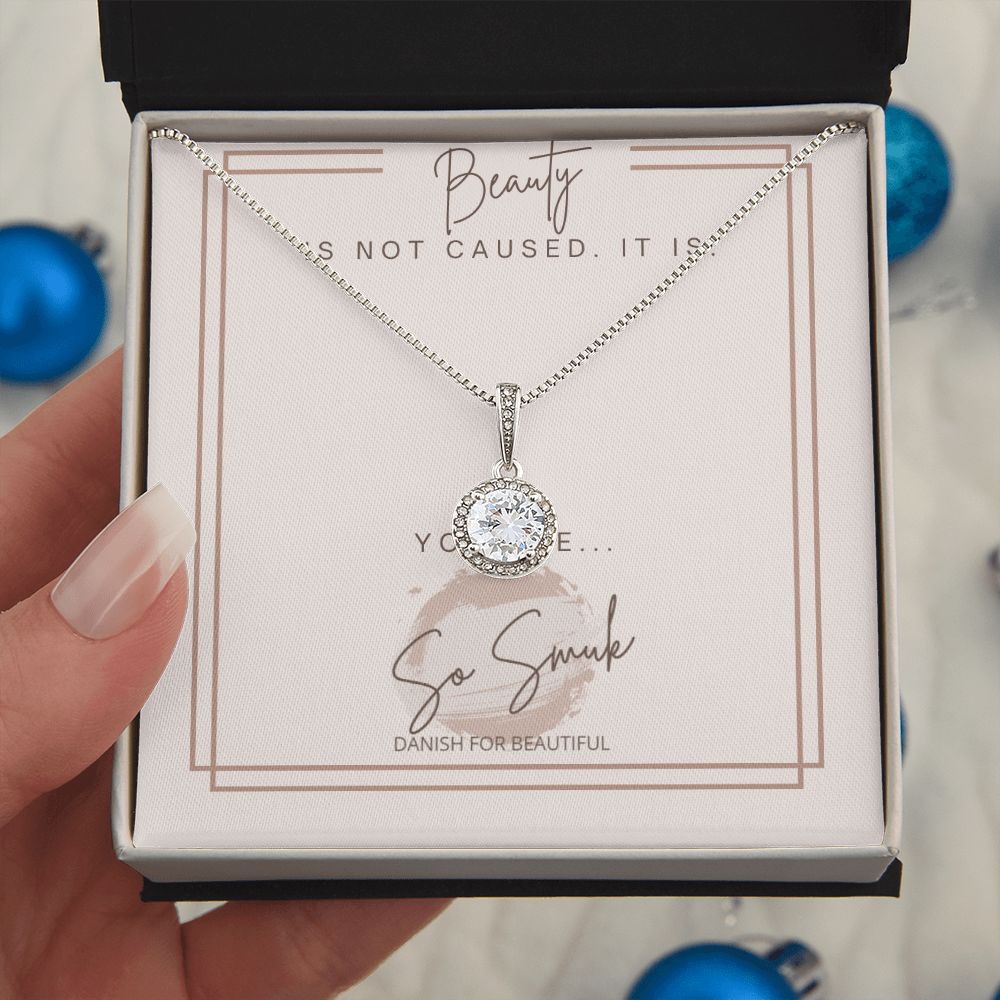 Beauty
'S NOT CAUSED. IT IS.
So Smuk
DANISH FOR BEAUTIFUL